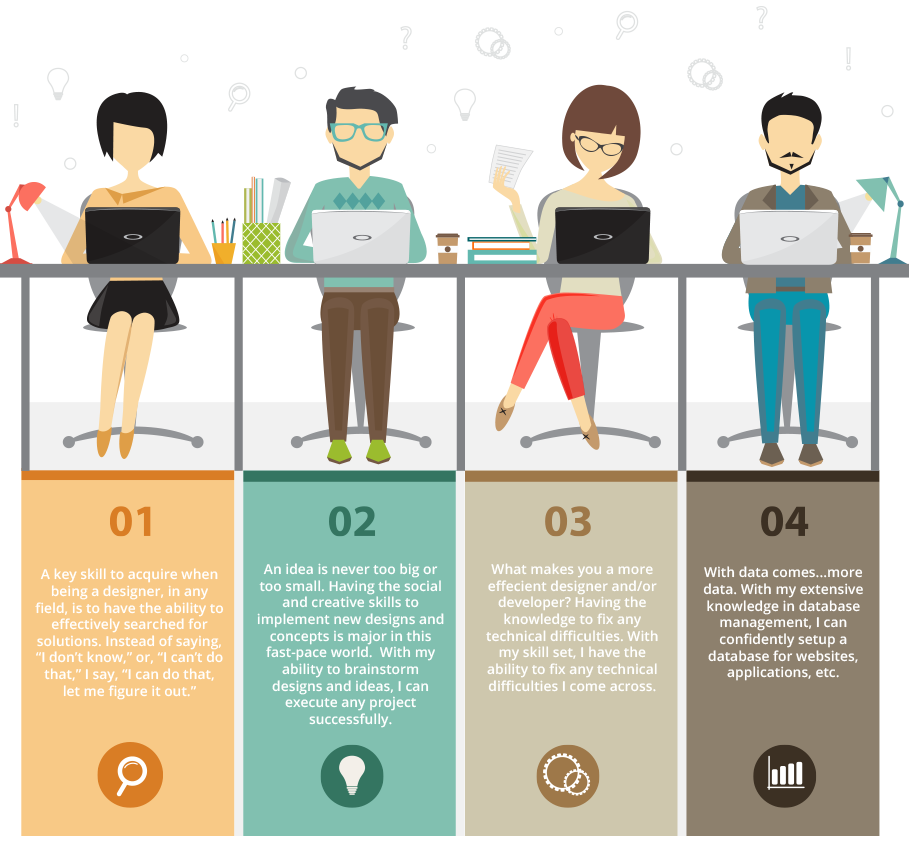 01
A key skill to acquire when
being a designer, in any
field, is to have the ability to
effectively searched for
solutions. Instead of saying,
“I don’t know,” or, “I can’t do
that,” I say, “I can do that,
let me figure it out.”
02
An idea is never too big or
too small. Having the social
and creative skills to
implement new designs and
concepts is major in this
fast-pace world. With my
ability to brainstorm
designs and ideas, I can
execute any project
successfully.
03
What makes you a more
effecient designer and/or
developer? Having the
knowledge to fix any
technical difficulties. With
my skill set, I have the
ability to fix any technical
difficulties I come across.
04
With data comes...more
data. With my extensive
knowledge in database
management, I can
confidently setup a
database for websites,
applications, etc.